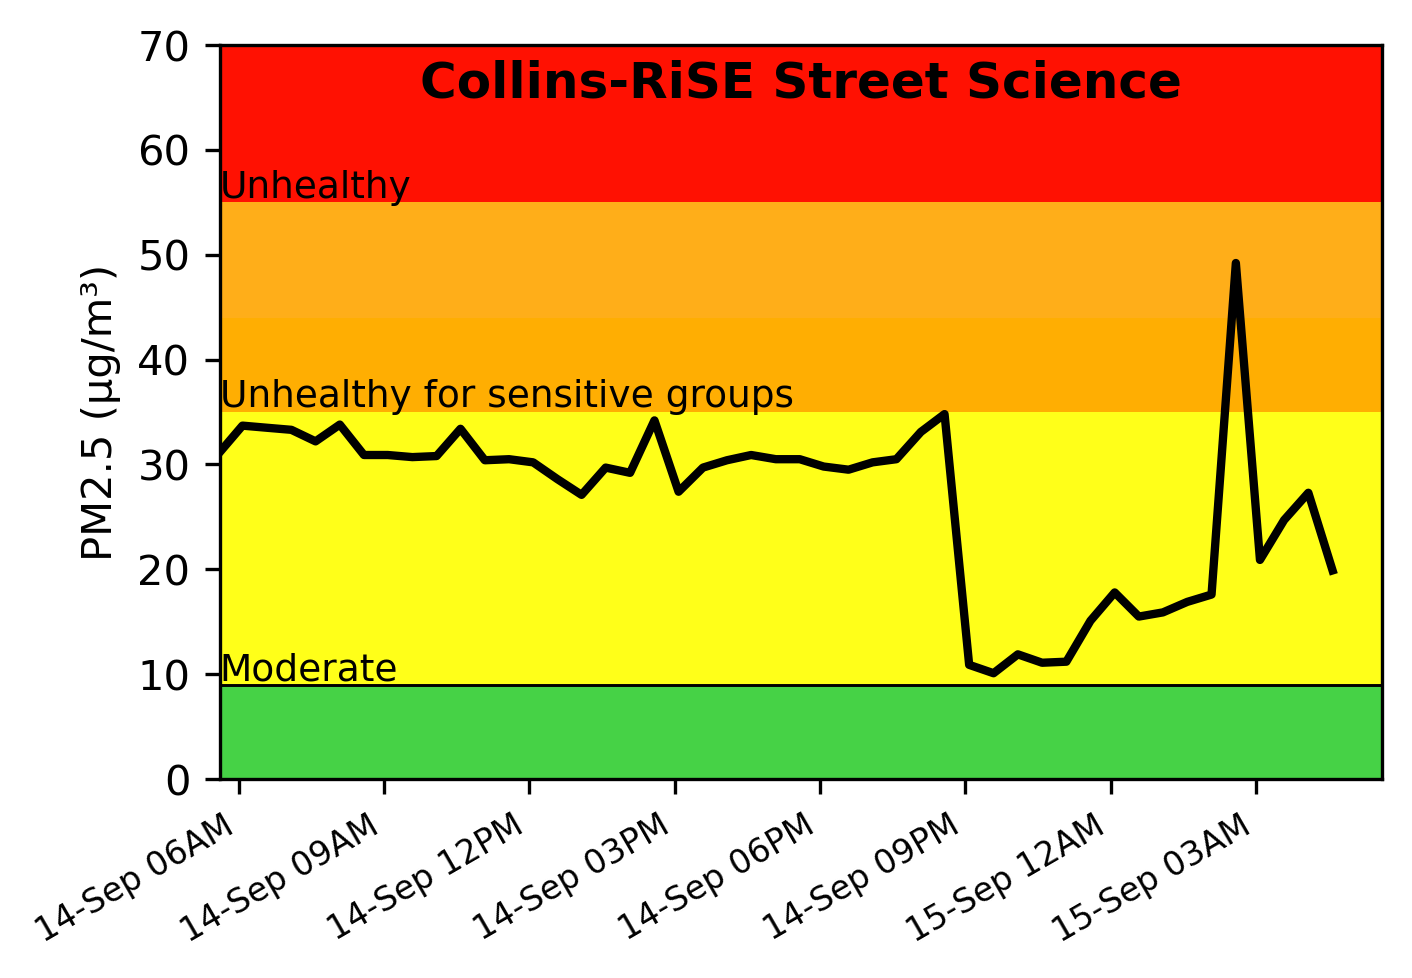 Collins-RiSE Street Science
70
60
Unhealthy
50
40
Unhealthy for sensitive groups
30
20
Moderate
10
0
PM2.5 (µg/m³)
14-Sep 06AM
14-Sep 09AM
14-Sep 12PM
14-Sep 03PM
14-Sep 06PM
14-Sep 09PM
15-Sep 12AM
15-Sep 03AM